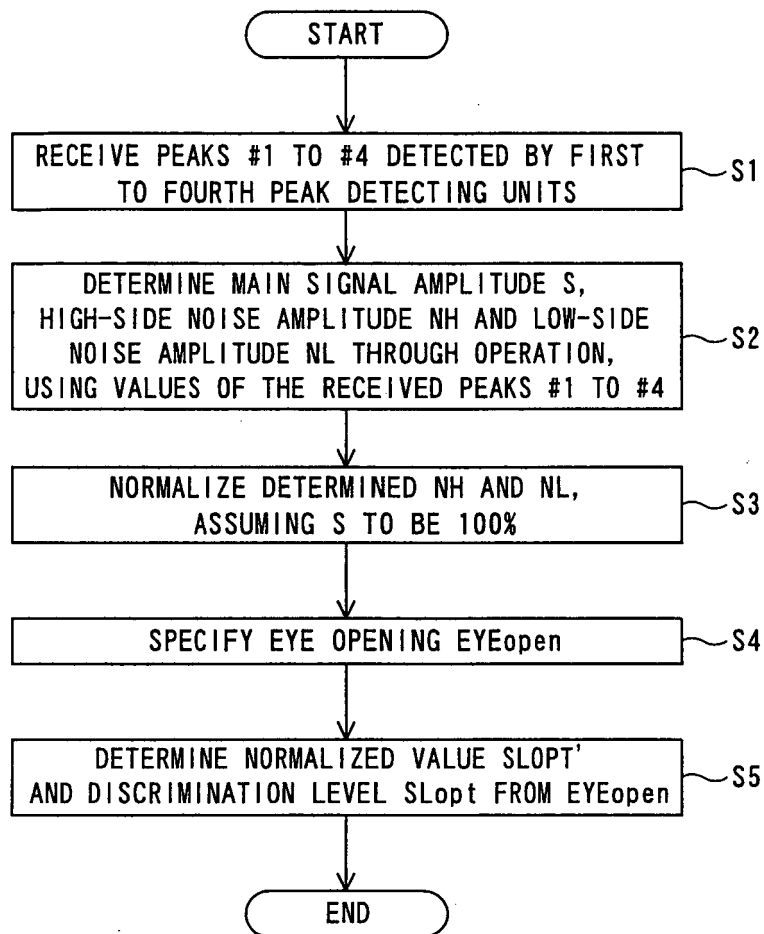 START
RECEIVE PEAKS #1 TO #4 DETECTED BY FIRST
TO FOURTH PEAK DETECTING UNITS
S1
DETERMINE MAIN SIGNAL AMPLITUDE S,
HIGH-SIDE NOISE AMPLITUDE NH AND LOW-SIDE
NOISE AMPLITUDE NL THROUGH OPERATION,
USING VALUES OF THE RECEIVED PEAKS #1 TO #4
S2
NORMALIZE DETERMINED NH AND NL,
ASSUMING S TO BE 100%
S3
SPECIFY EYE OPENING EYEopen
S4
DETERMINE NORMALIZED VALUE SLOPT'
AND DISCRIMINATION LEVEL SLopt FROM EYEopen
S5
END